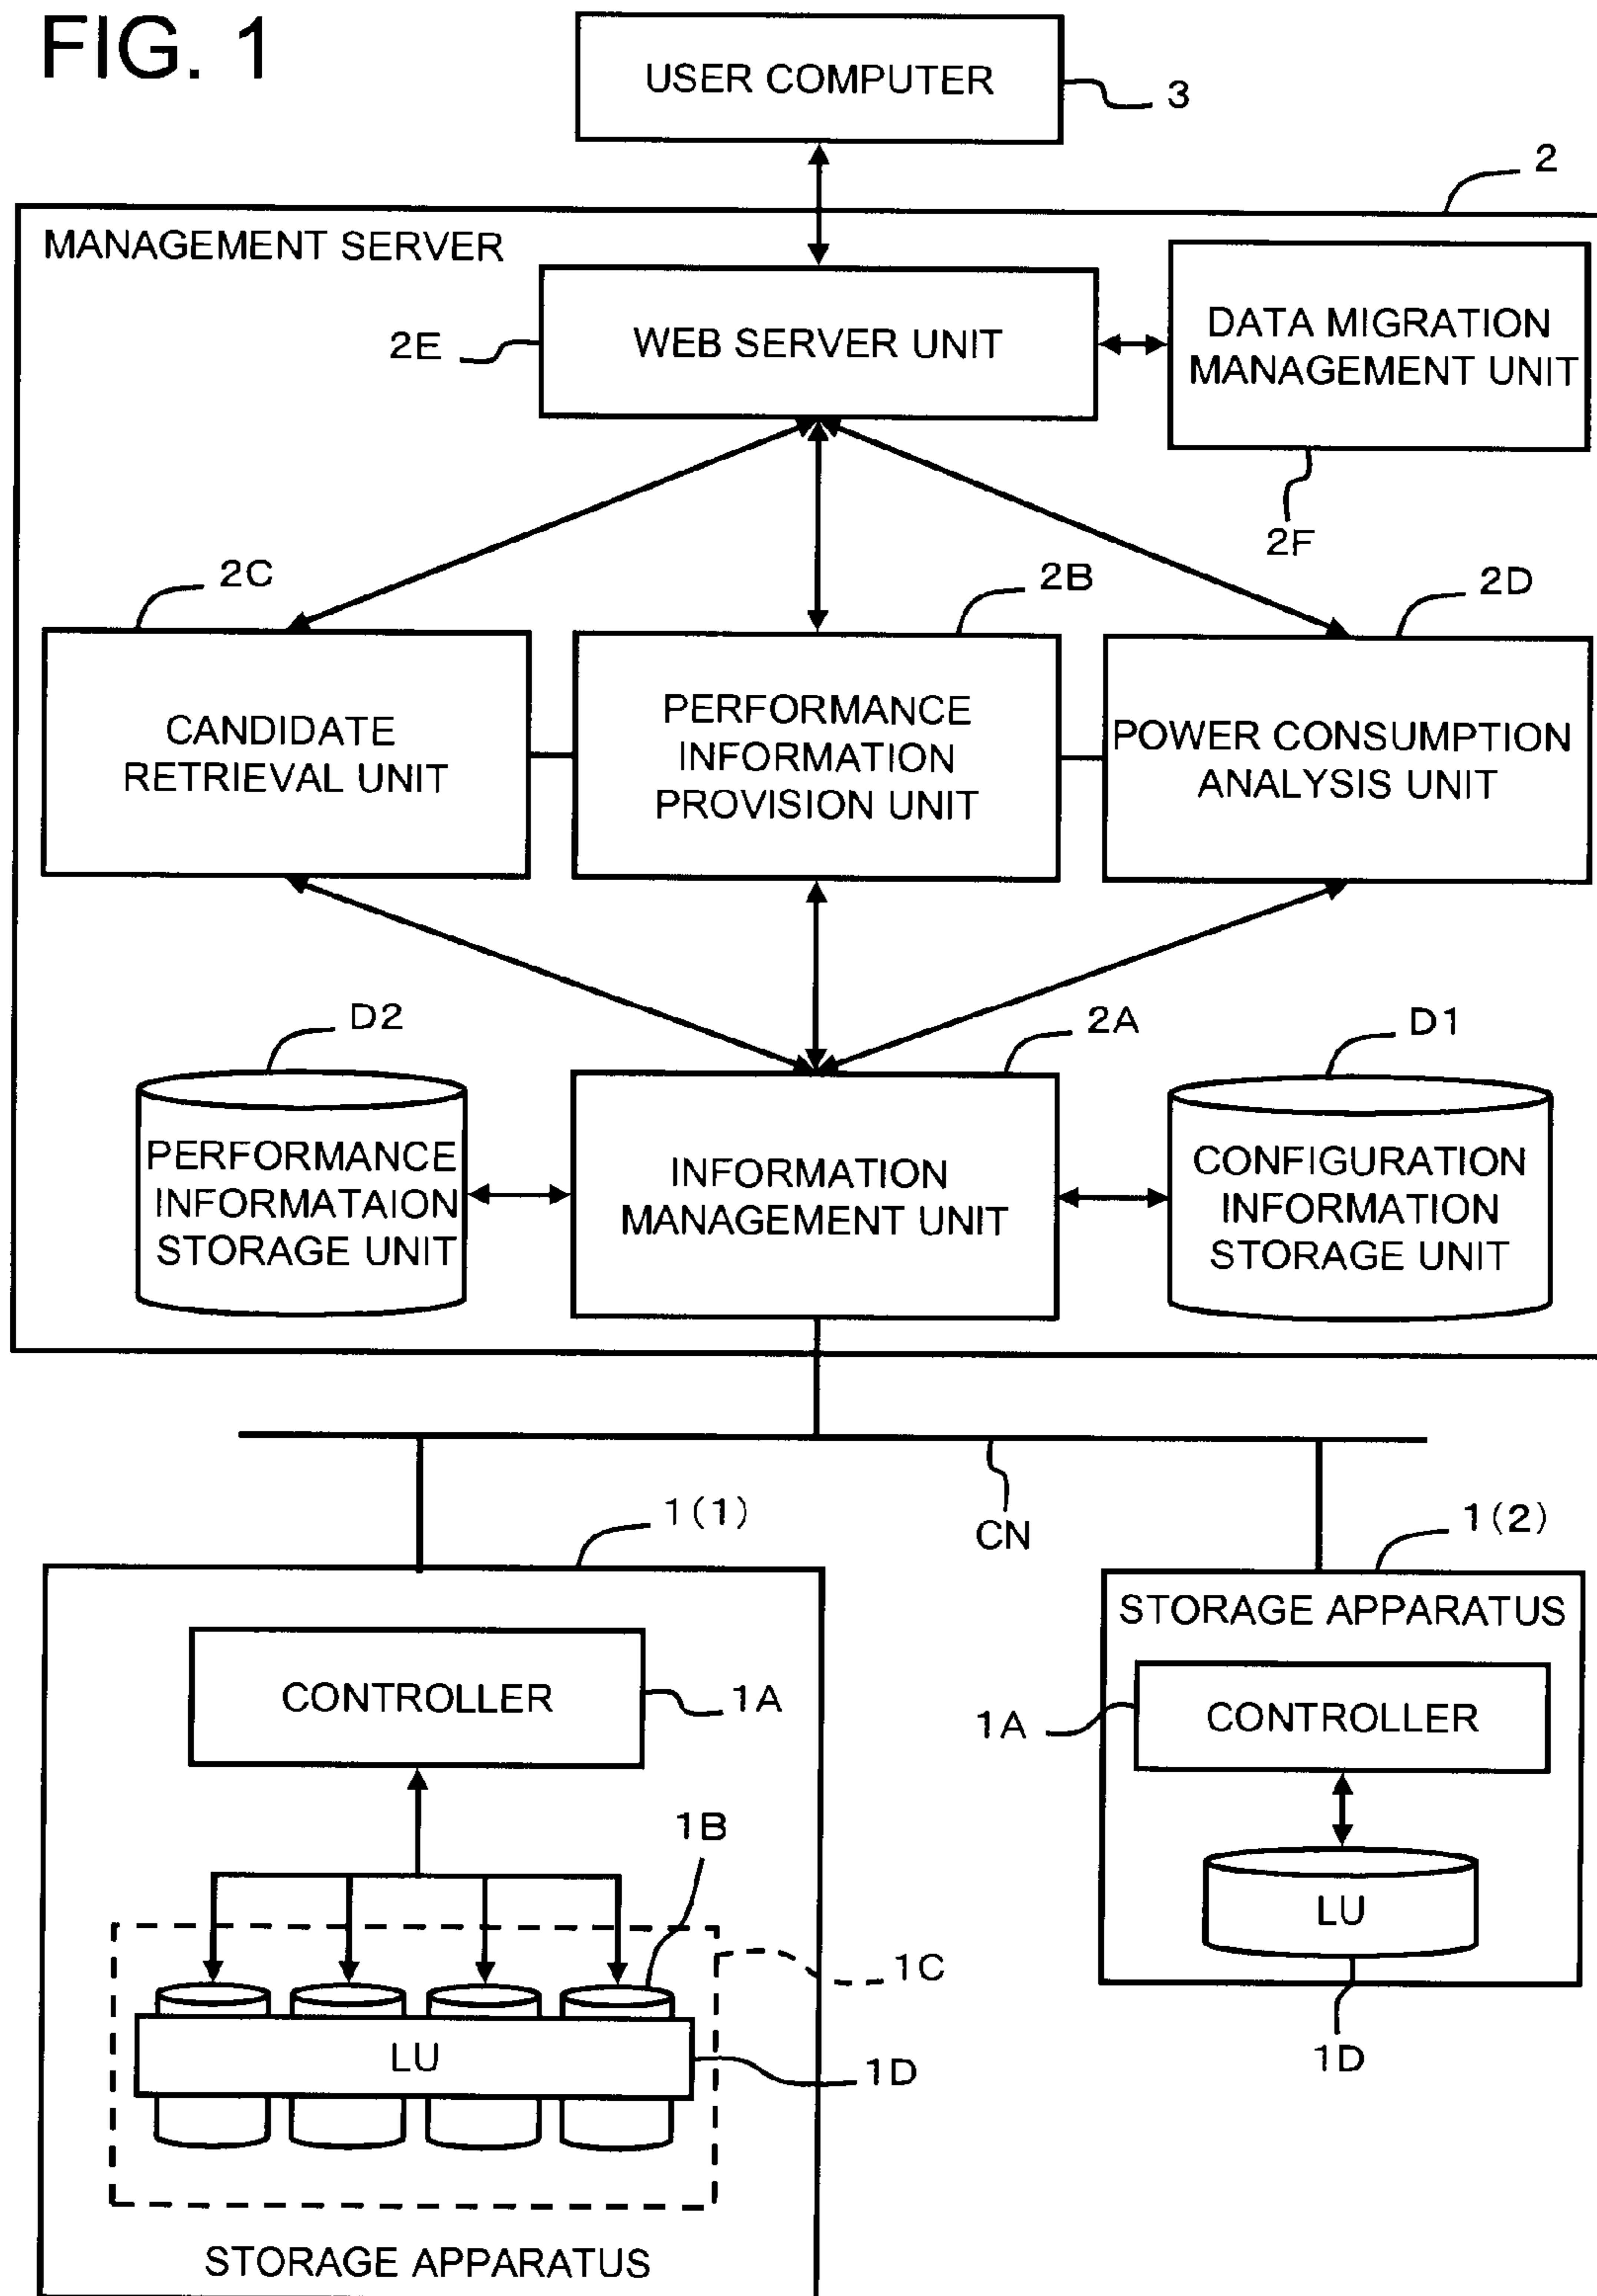 FIG. 1
USER COMPUTER
3
2
MANAGEMENT SERVER
2E
WEB SERVER UNIT
DATA MIGRATION
MANAGEMENT UNIT
2F
2C
2B
2D
CANDIDATE
RETRIEVAL UNIT
PERFORMANCE
INFORMATION
PROVISION UNIT
POWER CONSUMPTION
ANALYSIS UNIT
D2
2A
D1
PERFORMANCE
INFORMATAION
STORAGE UNIT
INFORMATION
MANAGEMENT UNIT
CONFIGURATION
INFORMATION
STORAGE UNIT
CN
1(1)
1(2)
CONTROLLER
1A
1B
1C
LU
1D
STORAGE APPARATUS
STORAGE APPARATUS
1A
CONTROLLER
LU
1D